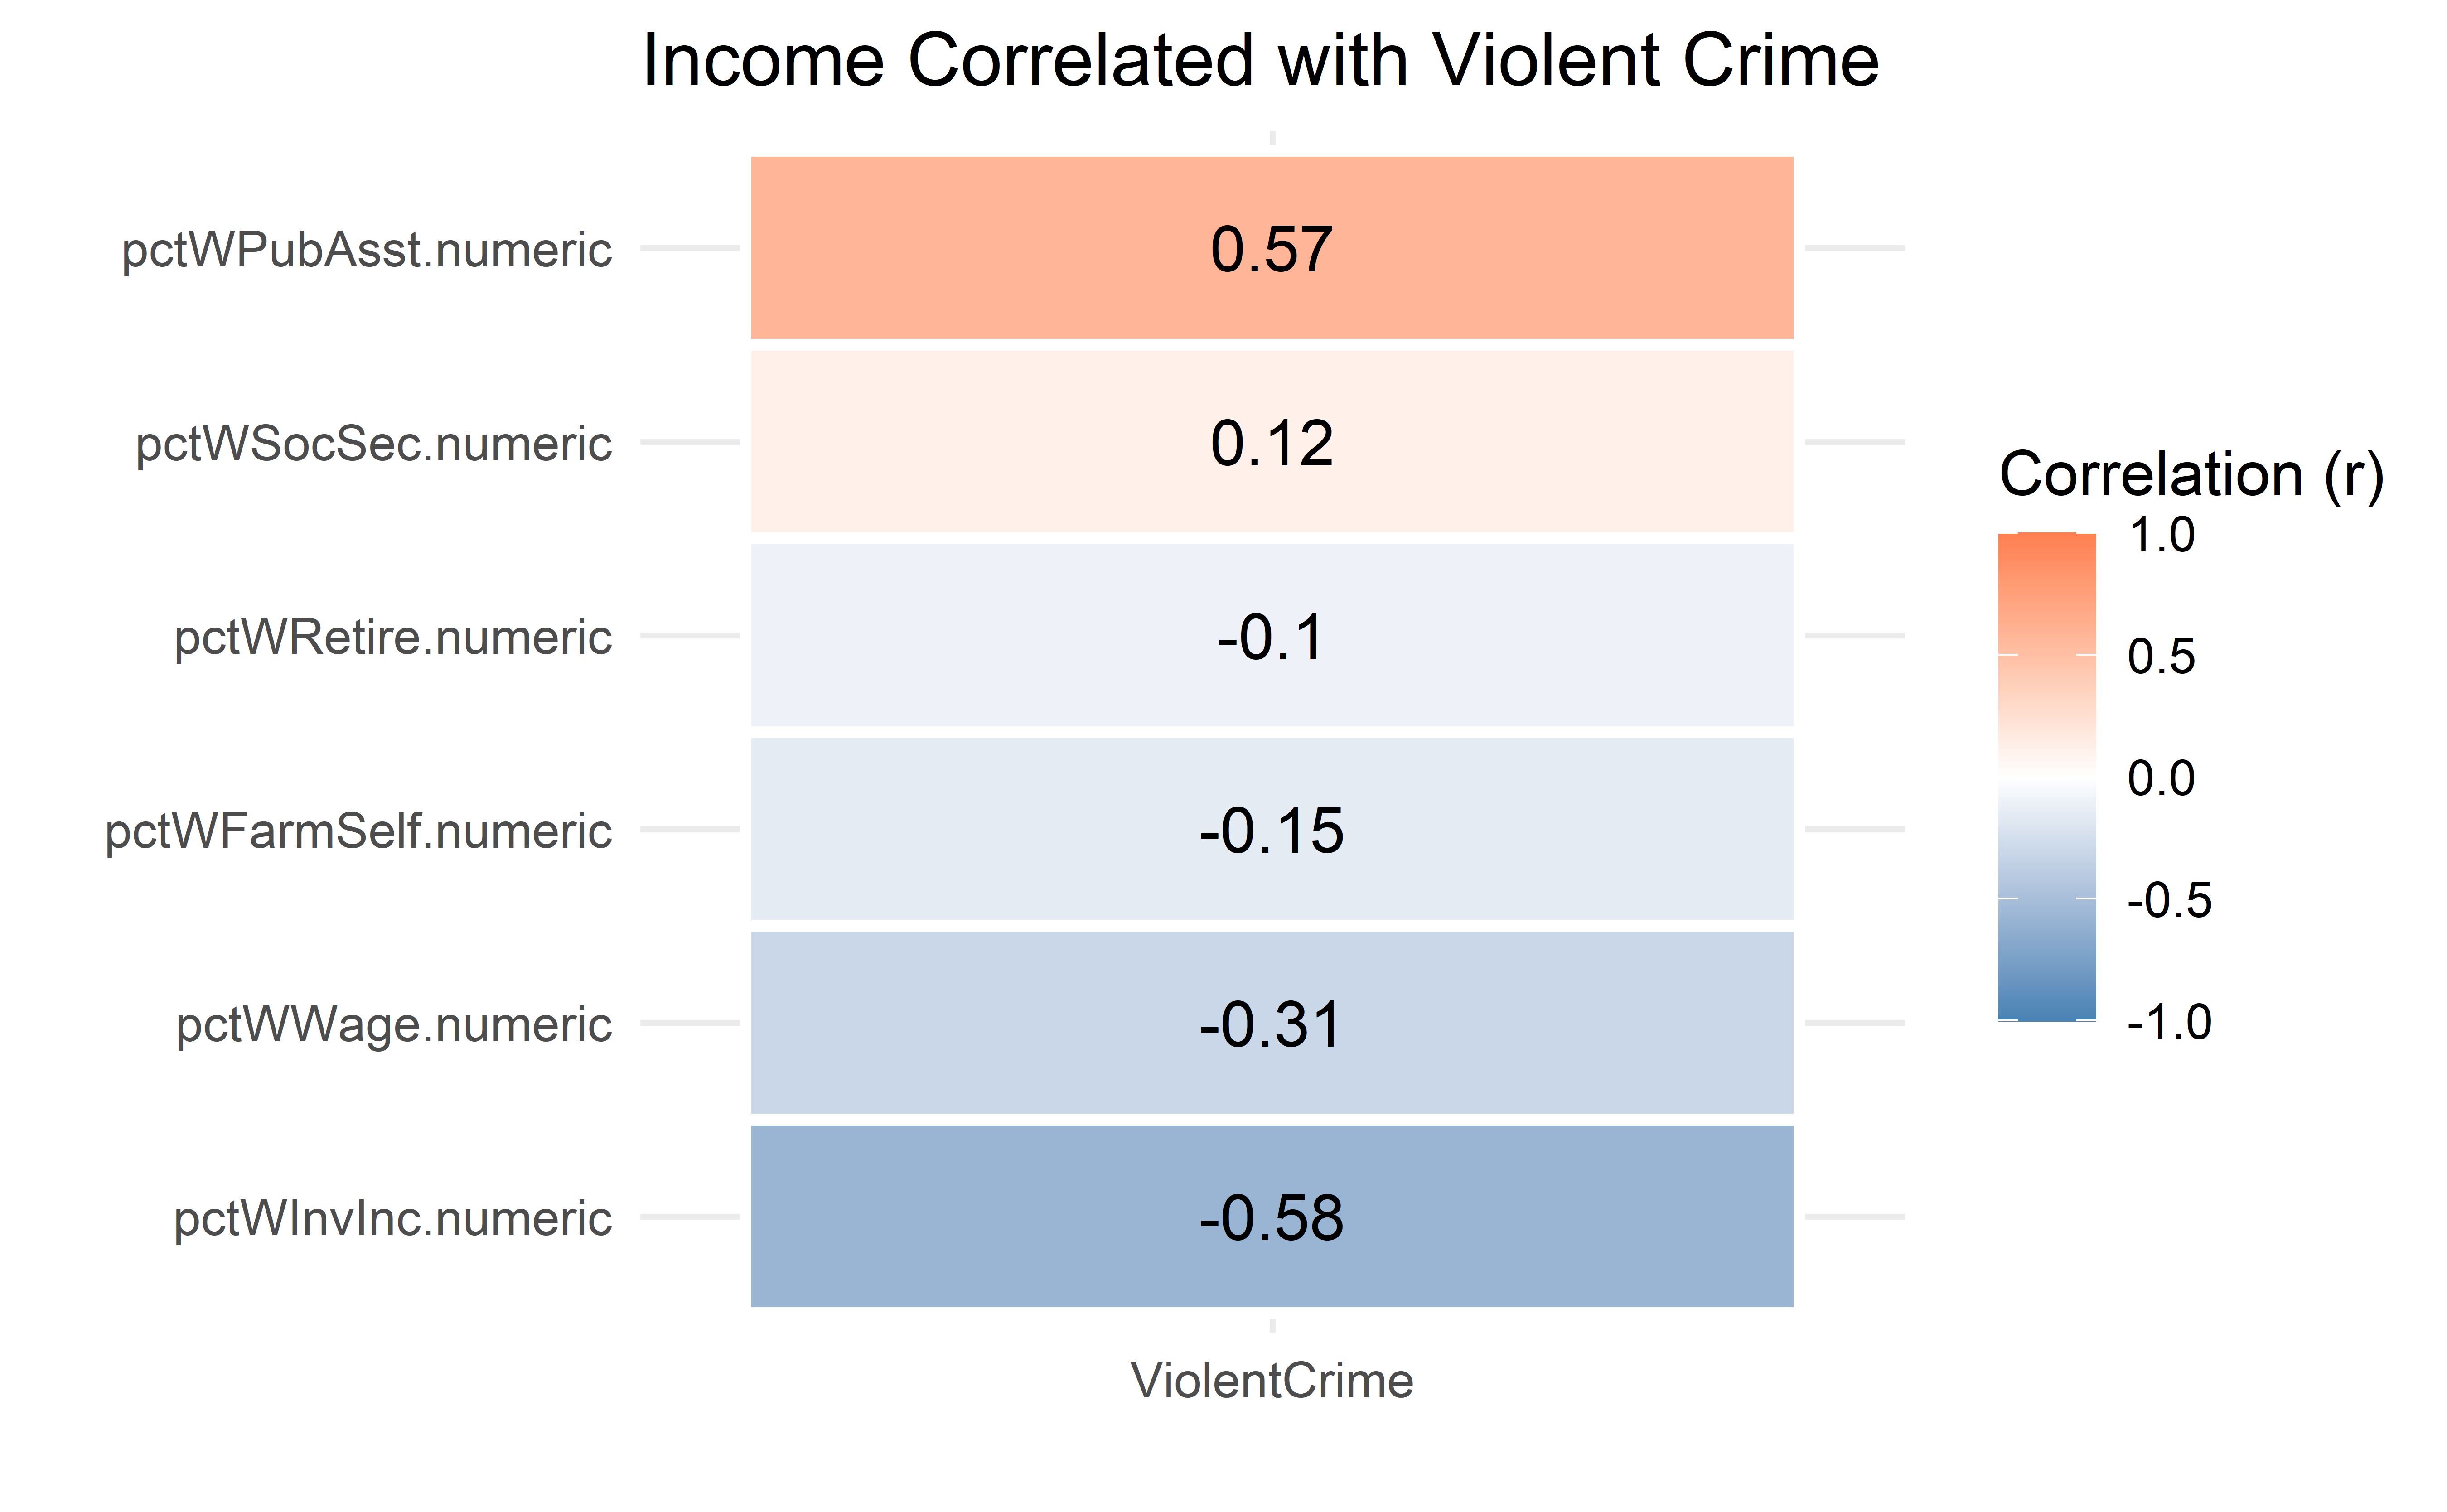 Income Correlated with Violent Crime
pctWPubAsst.numeric
0.57
pctWSocSec.numeric
0.12
pctWRetire.numeric
-0.1
pctWFarmSelf.numeric
-0.15
pctWWage.numeric
-0.31
pctWInvInc.numeric
-0.58
ViolentCrime
Correlation (r)
1.0
0.5
0.0
-0.5
-1.0